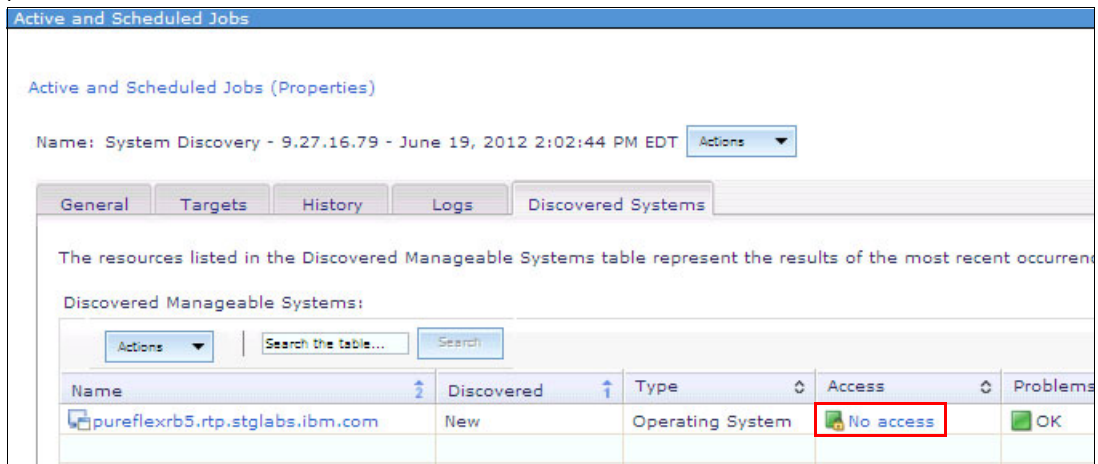 Active and Scheduled Jobs
Active and Scheduled Jobs (Properties)
Name: System Discovery - 9.27.16.79 - June 19, 2012 2:02:44 PM EDT Actions
General Targets History Logs Discovered Systems
The resources listed in the Discovered Manageable Systems table represent the results of the most recent
Discovered Manageable Systems:
Actions Search the table... Search
Name 2 Discovered 1 Type Access Problems
pureflexrb5.rtp.stglabs.ibm.com New Operating System No access OK